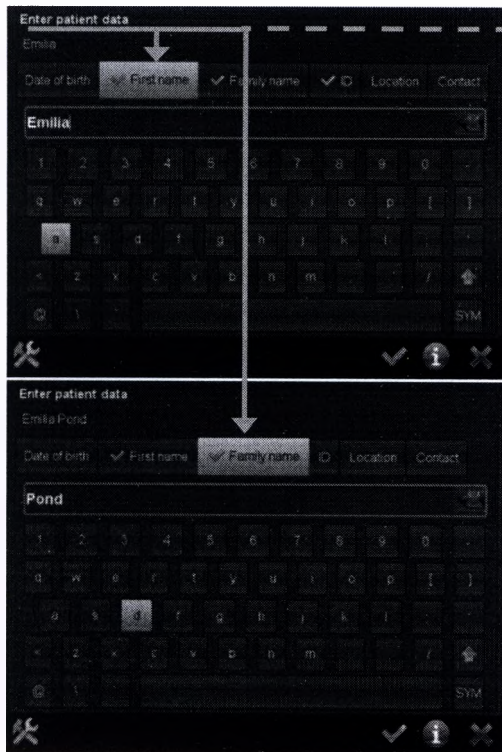 Enter patient data
Emilia
Date of birth First name Family name ID Location Contact
Emilia
1 2 3 4 5 6 7 8 9 0 -
q w e r t y u i o p [ ]
a s d f g h j k l ; '
< z x c v b n m , . /
@ \ ` SYM
Enter patient data
Emilia Pond
Date of birth First name Family name ID Location Contact
Pond
1 2 3 4 5 6 7 8 9 0 -
q w e r t y u i o p [ ]
a s d f g h j k l
< z x c v b n m /
@ \ SYM